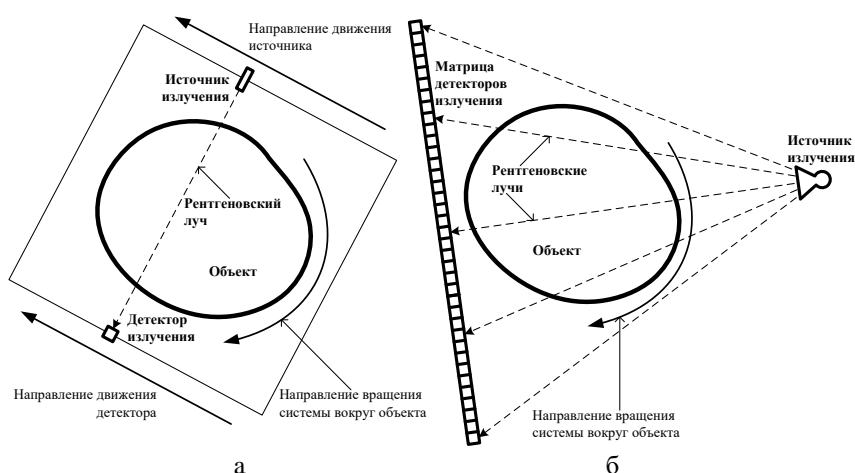 Направление движения
источника
Источник
излучения
Рентгеновский
луч
Объект
Детектор
излучения
Направление движения
детектора
Направление вращения
системы вокруг объекта
а
Матрица
детекторов
излучения
Источник
излучения
Рентгеновские
лучи
Объект
Направление вращения
системы вокруг объекта
б